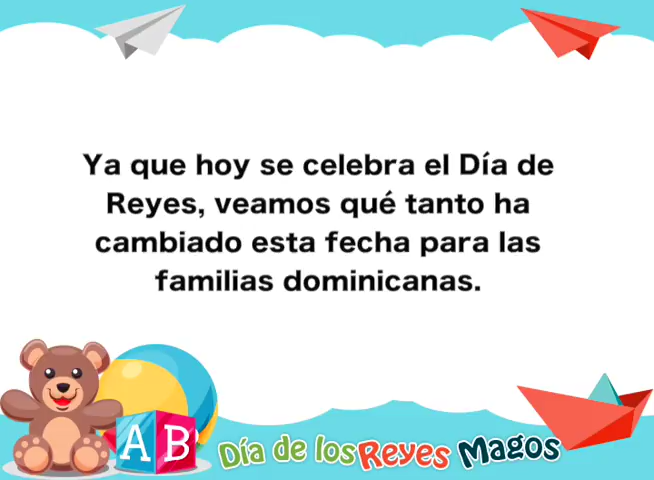 Ya que hoy se celebra el Día de
Reyes, veamos qué tanto ha
cambiado esta fecha para las
familias dominicanas.
A B
Día de los Reyes Magos